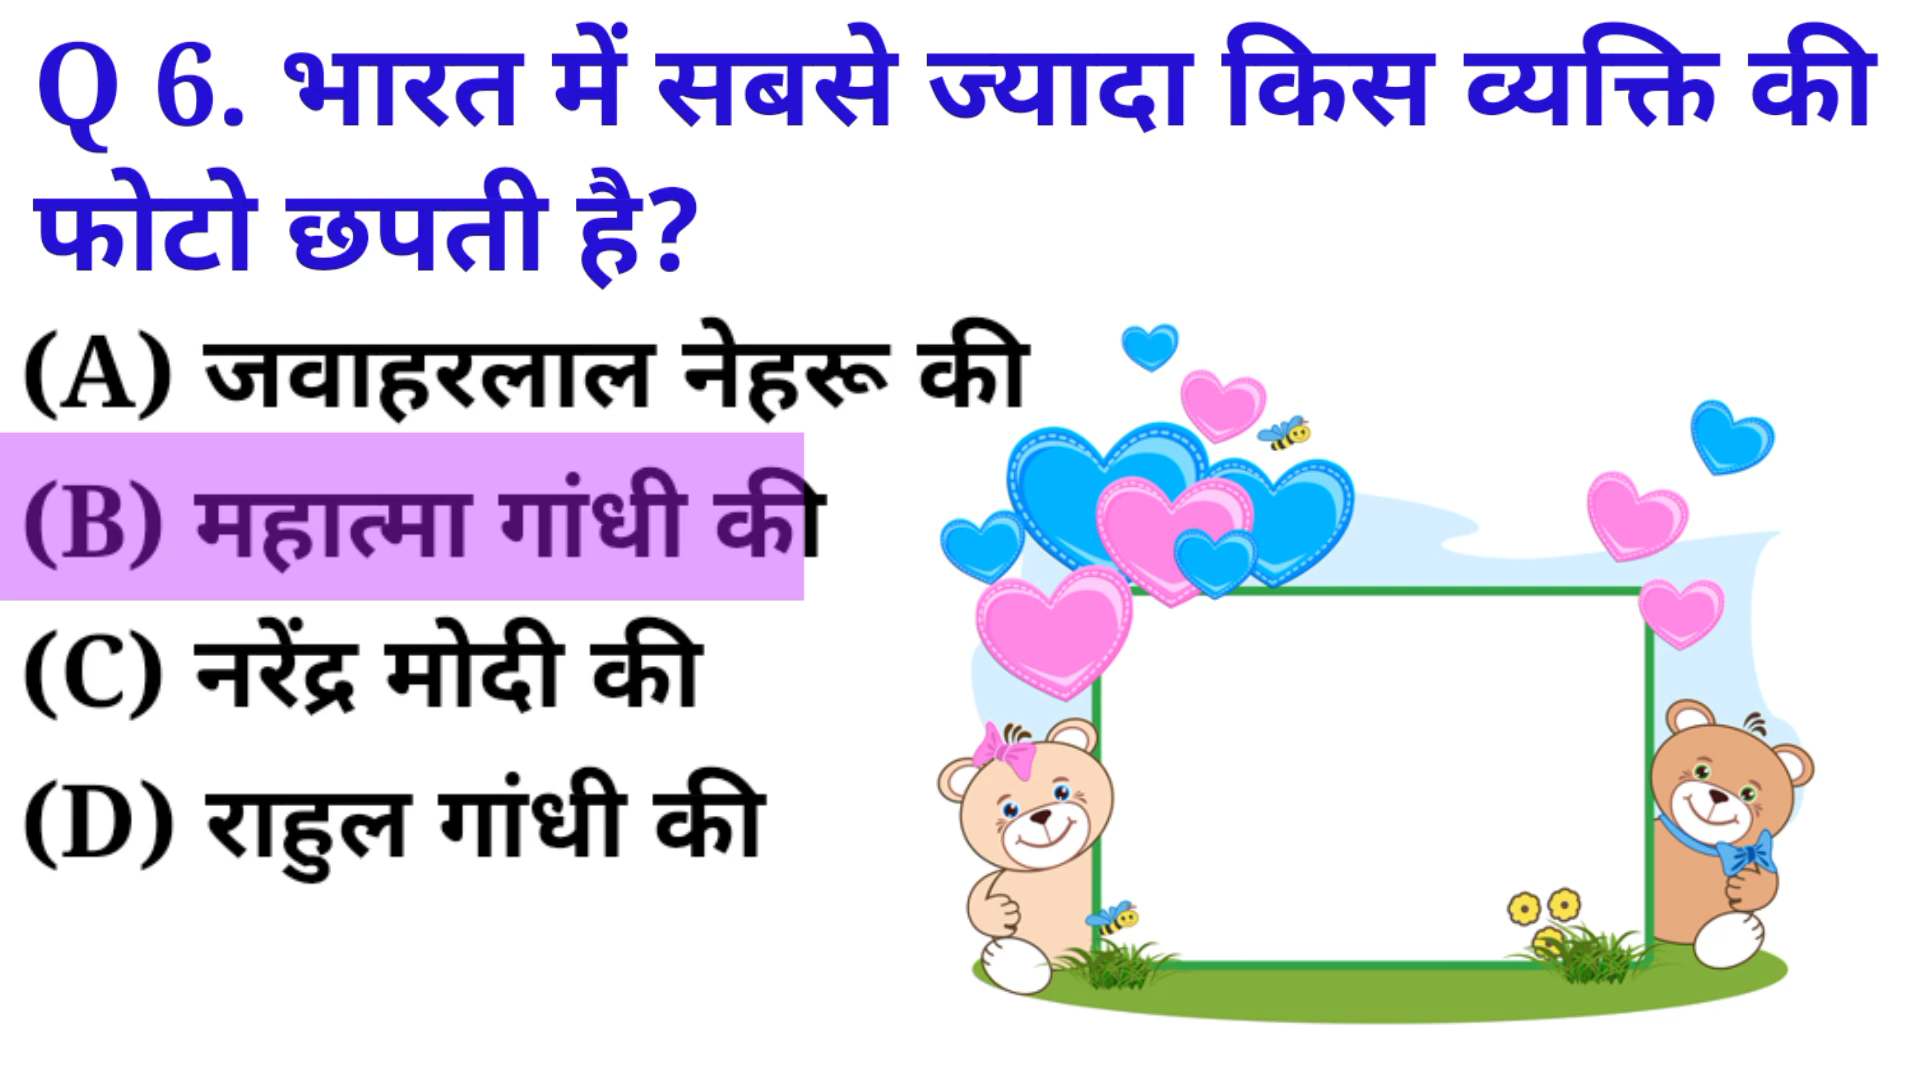 Q 6. भारत में सबसे ज्यादा किस व्यक्ति की
फोटो छपती है?
(A) जवाहरलाल नेहरू की
(B) महात्मा गांधी की
(C) नरेंद्र मोदी की
(D) राहुल गांधी की